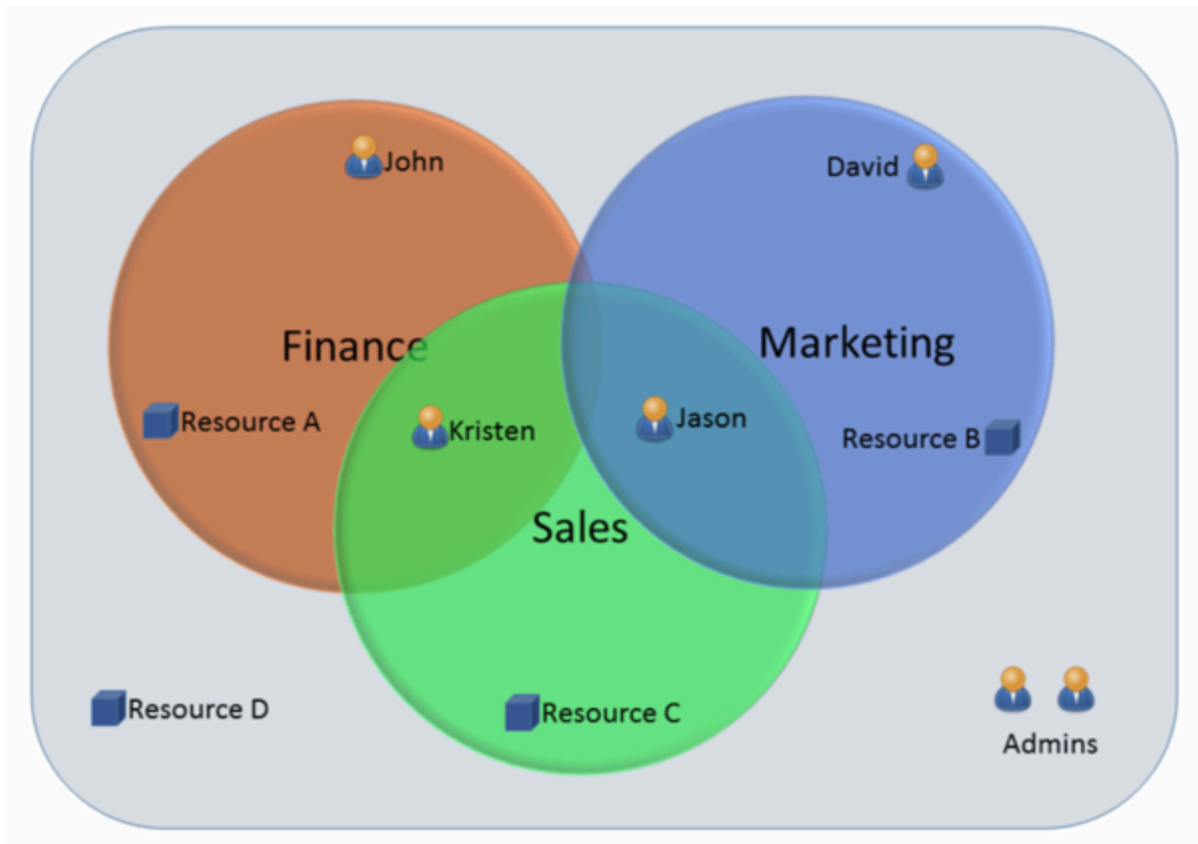 John
David
Finance
Marketing
Resource A
Kristen
Jason
Resource B
Sales
Resource D
Resource C
Admins